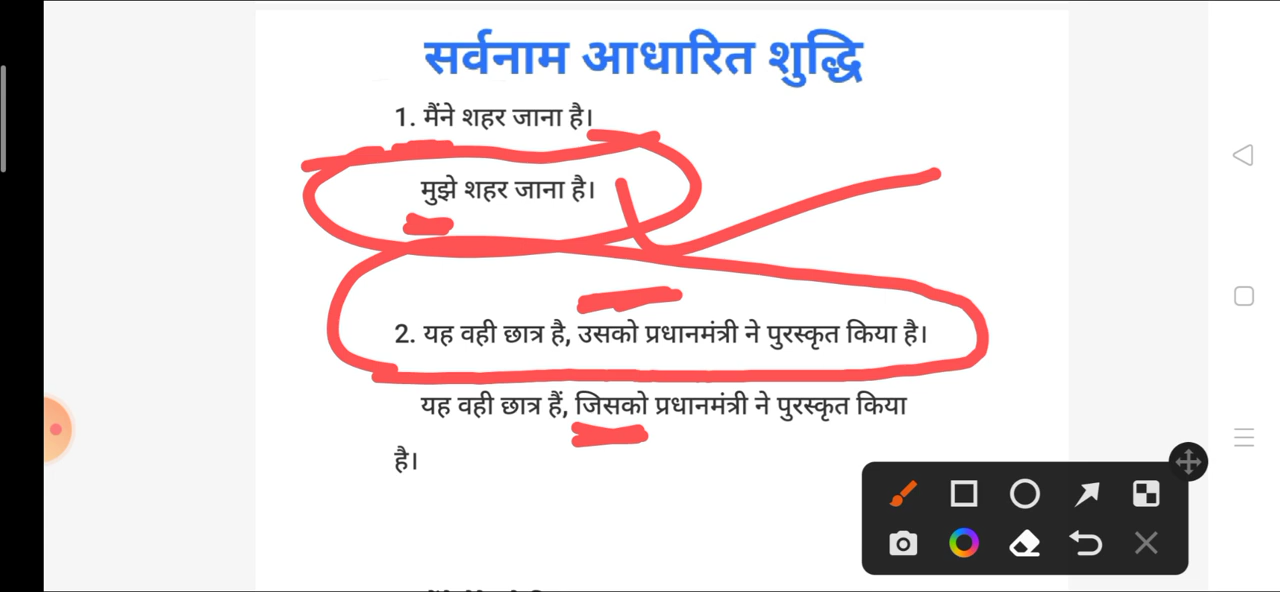 सर्वनाम आधारित शुद्धि
1. मैंने शहर जाना है।
मुझे शहर जाना है।
2. यह वही छात्र है, उसको प्रधानमंत्री ने पुरस्कृत किया है।
यह वही छात्र हैं, जिसको प्रधानमंत्री ने पुरस्कृत किया
है।